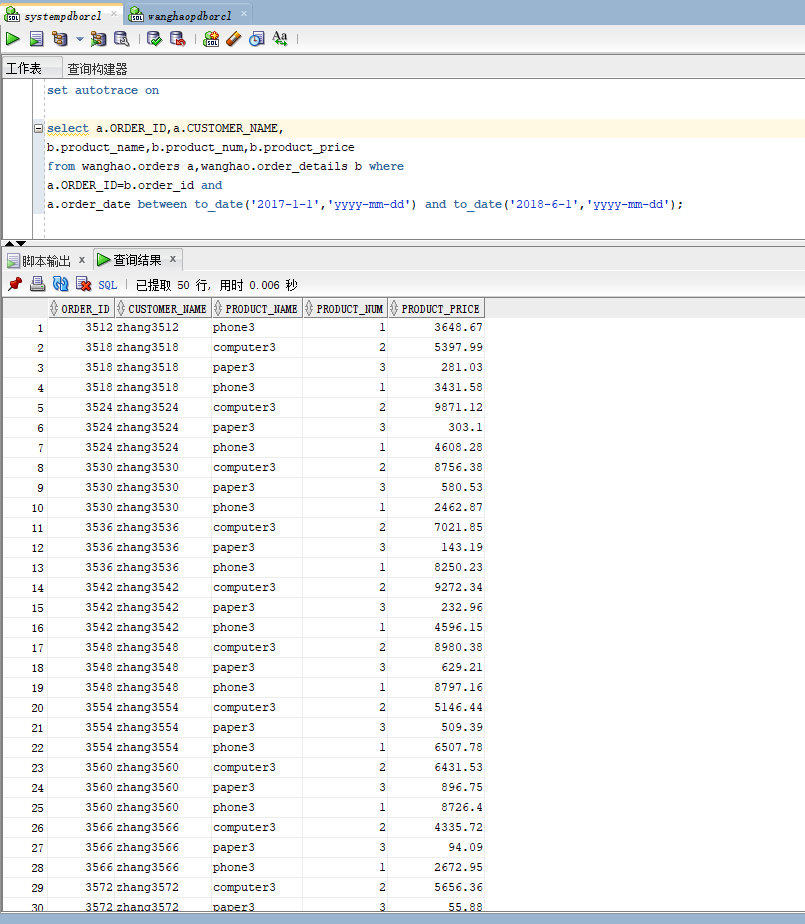 systempdborcl × wanghaopdborcl ×
工作表 查询构建器
set autotrace on
select a.ORDER_ID,a.CUSTOMER_NAME,
b.product_name,b.product_num,b.product_price
from wanghao.orders a,wanghao.order_details b where
a.ORDER_ID=b.order_id and
a.order_date between to_date('2017-1-1','yyyy-mm-dd') and to_date('2018-6-1','yyyy-mm-dd');
脚本输出 × 查询结果 ×
SQL 已提取 50 行, 用时 0.006 秒
ORDER_ID CUSTOMER_NAME PRODUCT_NAME PRODUCT_NUM PRODUCT_PRICE
1 3512 zhang3512 phone3 1 3648.67
2 3518 zhang3518 computer3 2 5397.99
3 3518 zhang3518 paper3 3 281.03
4 3518 zhang3518 phone3 1 3431.58
5 3524 zhang3524 computer3 2 9871.12
6 3524 zhang3524 paper3 3 303.1
7 3524 zhang3524 phone3 1 4608.28
8 3530 zhang3530 computer3 2 8756.38
9 3530 zhang3530 paper3 3 580.53
10 3530 zhang3530 phone3 1 2462.87
11 3536 zhang3536 computer3 2 7021.85
12 3536 zhang3536 paper3 3 143.19
13 3536 zhang3536 phone3 1 8250.23
14 3542 zhang3542 computer3 2 9272.34
15 3542 zhang3542 paper3 3 232.96
16 3542 zhang3542 phone3 1 4596.15
17 3548 zhang3548 computer3 2 8980.38
18 3548 zhang3548 paper3 3 629.21
19 3548 zhang3548 phone3 1 8797.16
20 3554 zhang3554 computer3 2 5146.44
21 3554 zhang3554 paper3 3 509.39
22 3554 zhang3554 phone3 1 6507.78
23 3560 zhang3560 computer3 2 6431.53
24 3560 zhang3560 paper3 3 896.75
25 3560 zhang3560 phone3 1 8726.4
26 3566 zhang3566 computer3 2 4335.72
27 3566 zhang3566 paper3 3 94.09
28 3566 zhang3566 phone3 1 2672.95
29 3572 zhang3572 computer3 2 5656.36
30 3572 zhang3572 paper3 3 55.88